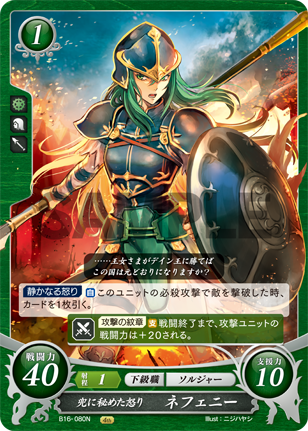 1
SAMPLE
……王女さまがデイン王に勝てば
この国は元どおりになりますか?
静かなる怒り 自 このユニットの必殺攻撃で敵を撃破した時、
カードを1枚引く。
攻撃の紋章 支 戦闘終了まで、攻撃ユニットの
戦闘力は+20される。
戦闘力
40
射程 1 下級職 ソルジャー
支援力
10
兜に秘めた怒り ネフェニー
B16-080N
Illust:ニジハヤシ